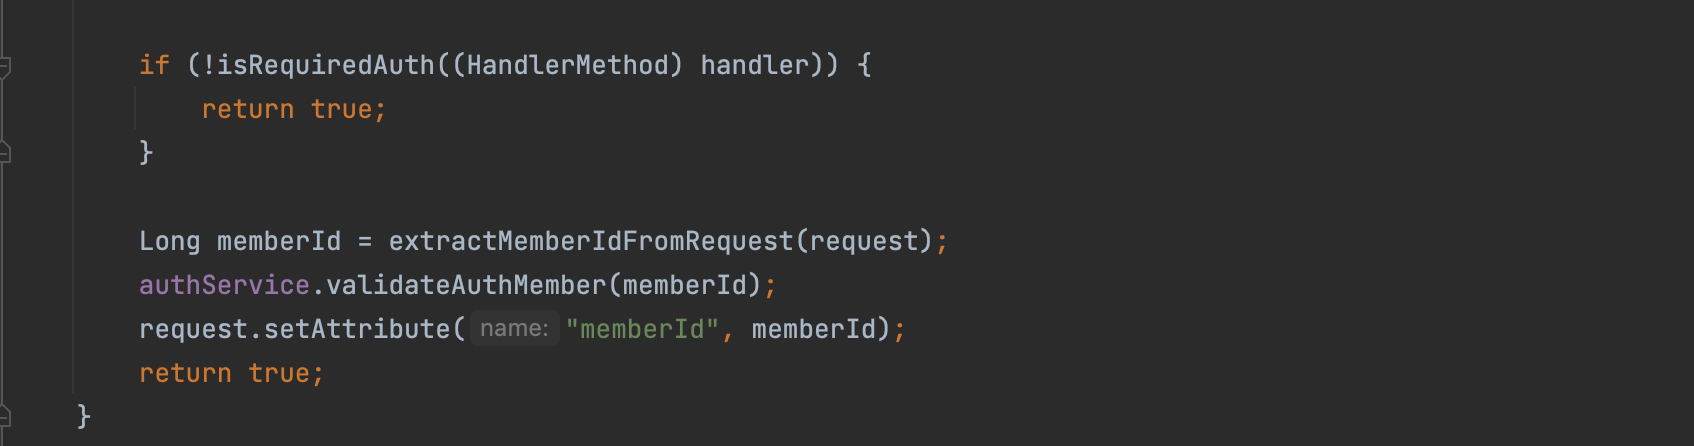 if (!isRequiredAuth((HandlerMethod) handler)) {
return true;
}
Long memberId = extractMemberIdFromRequest(request);
authService.validateAuthMember(memberId);
request.setAttribute( name: "memberId", memberId);
return true;
}